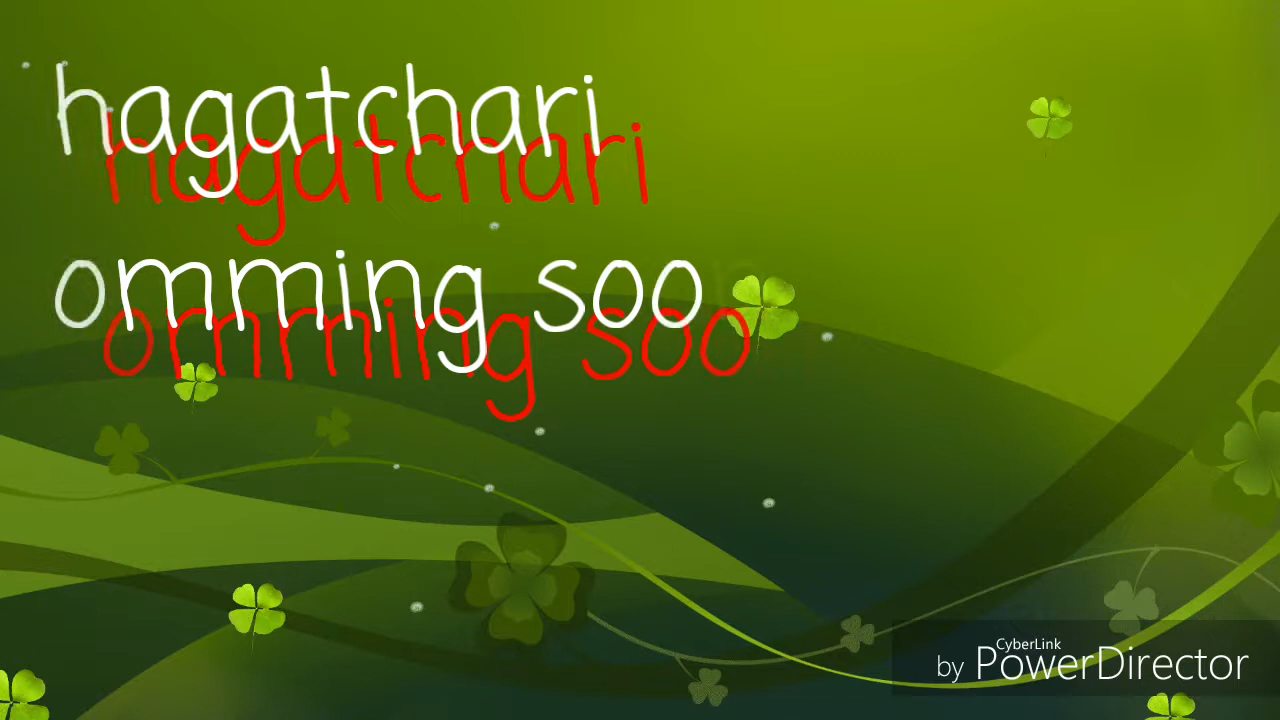 hagatchari
omming soo
CyberLink
by PowerDirector